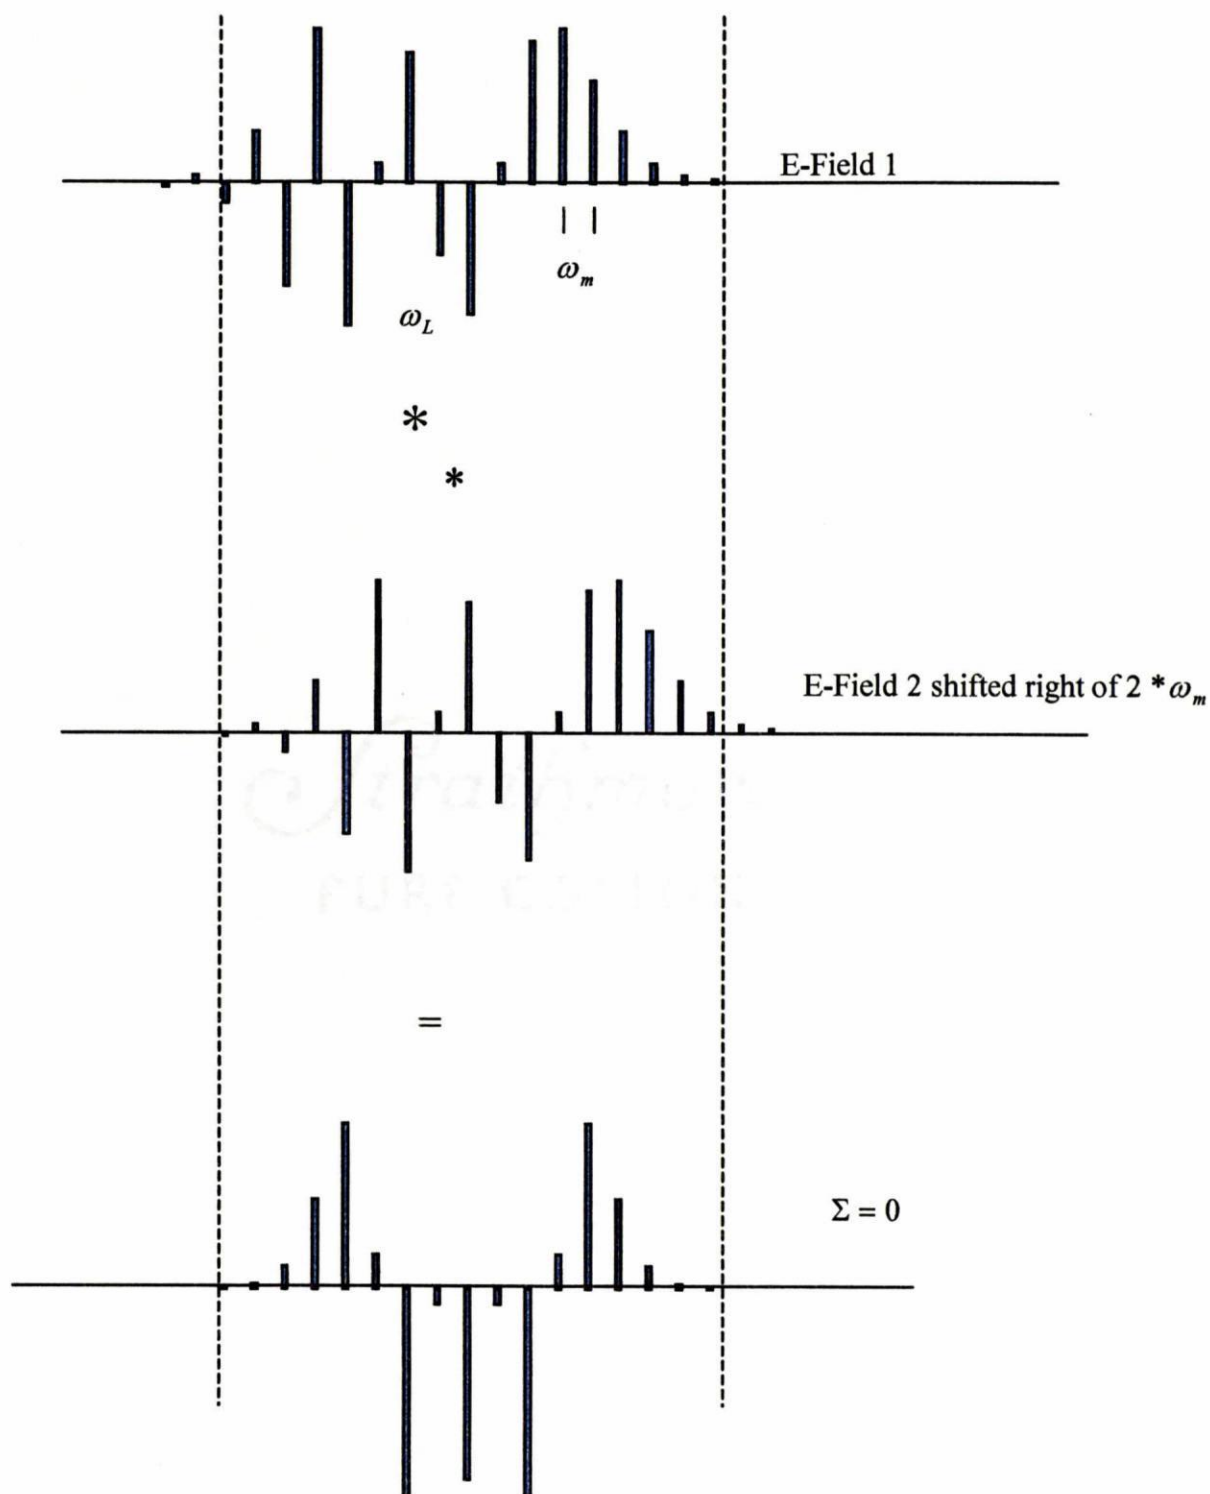 E-Field 1
ω_m
ω_L
*
*
E-Field 2 shifted right of 2 * ω_m
=
Σ = 0